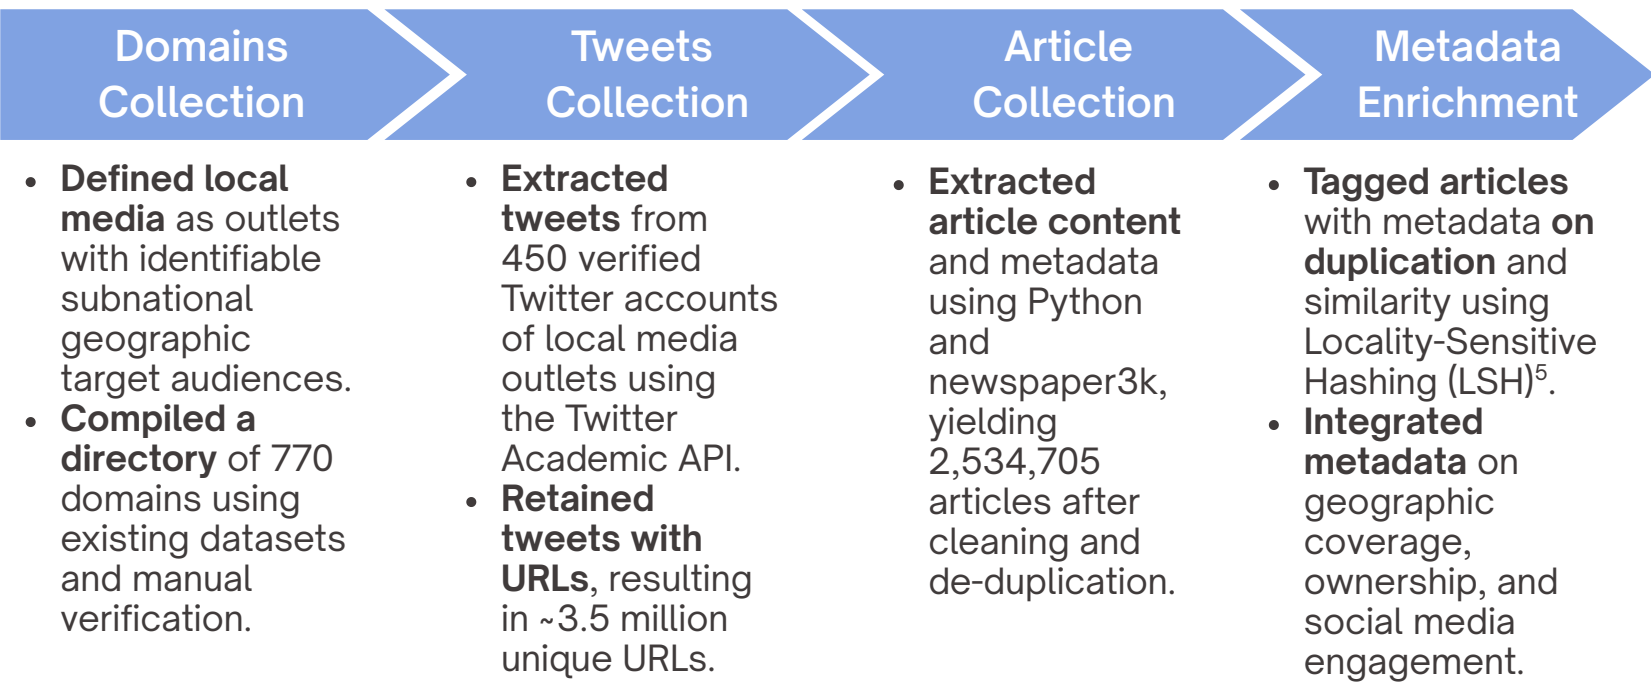 Domains
Collection
Tweets
Collection
Article
Collection
Metadata
Enrichment
• Defined local
media as outlets
with identifiable
subnational
geographic
target audiences.
• Compiled a
directory of 770
domains using
existing datasets
and manual
verification.
• Extracted
tweets from
450 verified
Twitter accounts
of local media
outlets using
the Twitter
Academic API.
• Retained
tweets with
URLs, resulting
in ~3.5 million
unique URLs.
• Extracted
article content
and metadata
using Python
and
newspaper3k,
yielding
2,534,705
articles after
cleaning and
de-duplication.
• Tagged articles
with metadata on
duplication and
similarity using
Locality-Sensitive
Hashing (LSH)⁵.
• Integrated
metadata on
geographic
coverage,
ownership, and
social media
engagement.